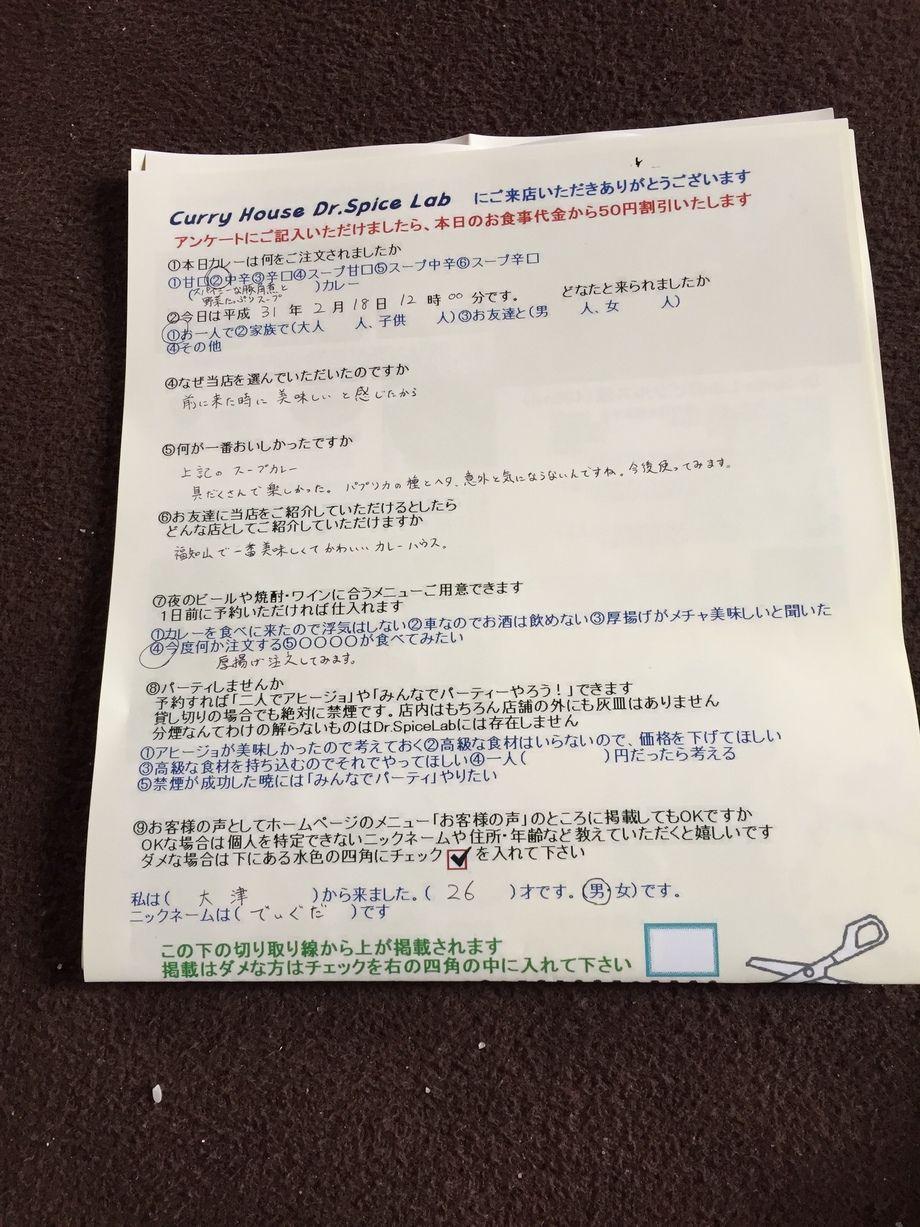 Curry House Dr.Spice Lab にご来店いただきありがとうございます
アンケートにご記入いただけましたら、本日のお食事代金から50円割引いたします
①本日カレーは何をご注文されましたか
①甘口②中辛③辛口④スープ甘口⑤スープ中辛⑥スープ辛口
(スパイシーな豚角煮と )カレー
野菜たっぷりスープ
②今日は平成 31 年 2 月 18 日 12 時 00 分です。 どなたと来られましたか
①お一人で②家族で(大人 人、子供 人)③お友達と(男 人、女 人)
④その他
④なぜ当店を選んでいただいたのですか
前に来た時に 美味しい と感じたから
⑤何が一番おいしかったですか
上記の スープカレー
具だくさんで楽しかった。 パプリカの種とヘタ、意外と気にならないんですね。今後使ってみます。
⑥お友達に当店をご紹介していただけるとしたら
どんな店としてご紹介していただけますか
福知山で一番美味しくてかわいい カレーハウス。
⑦夜のビールや焼酎・ワインに合うメニューご用意できます
1日前に予約いただければ仕入れます
①カレーを食べに来たので浮気はしない②車なのでお酒は飲めない③厚揚げがメチャ美味しいと聞いた
④今度何か注文する⑤〇〇〇〇が食べてみたい
厚揚げ注文してみます。
⑧パーティしませんか
予約すれば「二人でアヒージョ」や「みんなでパーティーやろう!」できます
貸し切りの場合でも絶対に禁煙です。店内はもちろん店舗の外にも灰皿はありません
分煙なんてわけの解らないものはDr.SpiceLabには存在しません
①アヒージョが美味しかったので考えておく②高級な食材はいらないので、価格を下げてほしい
③高級な食材を持ち込むのでそれでやってほしい④一人( )円だったら考える
⑤禁煙が成功した暁には「みんなでパーティ」やりたい
⑨お客様の声としてホームページのメニュー「お客様の声」のところに掲載してもOKですか
OKな場合は個人を特定できないニックネームや住所・年齢など教えていただくと嬉しいです
ダメな場合は下にある水色の四角にチェック を入れて下さい
私は( 大津 )から来ました。( 26 )才です。(男・女)です。
ニックネームは( でぃぐだ )です
この下の切り取り線から上が掲載されます
掲載はダメな方はチェックを右の四角の中に入れて下さい